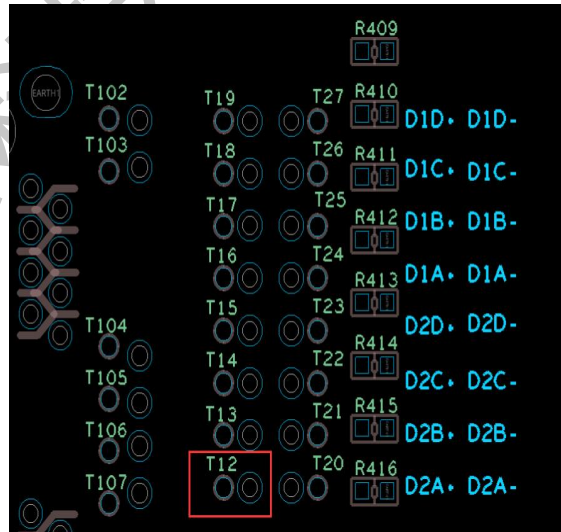 R409
EARTH1 T102 T19 T27 R410
D1D+ D1D-
T103 T18 T26 R411
D1C+ D1C-
T17 T25
R412 D1B+ D1B-
T16 T24
R413 D1A+ D1A-
T104 T15 T23
D2D+ D2D-
T14 T22 R414
T105 D2C+ D2C-
T13 T21 R415
T106 D2B+ D2B-
T12 T20 R416
T107 D2A+ D2A-